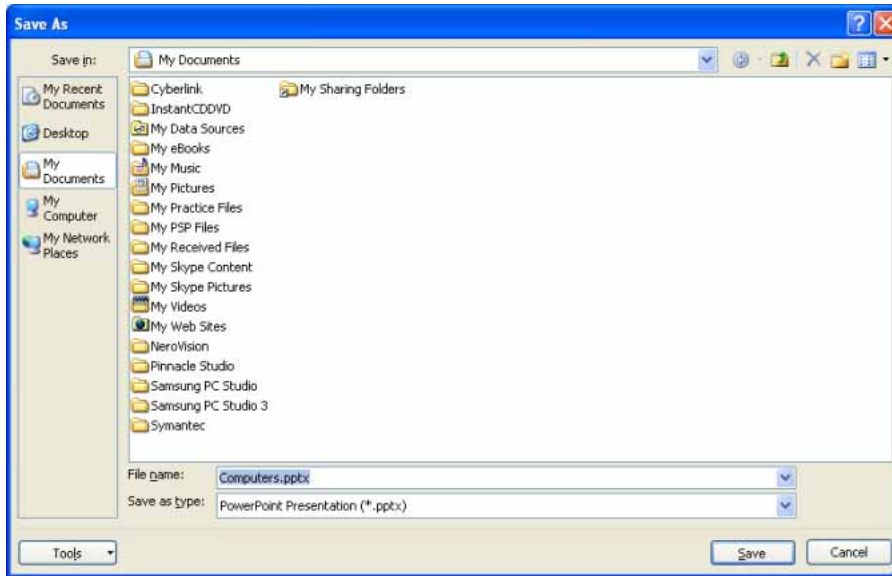 Save As
Save in:
My Documents
My Recent
Documents
Desktop
My
Documents
My
Computer
My Network
Places
Cyberlink
InstantCDDVD
My Data Sources
My eBooks
My Music
My Pictures
My Practice Files
My PSP Files
My Received Files
My Skype Content
My Skype Pictures
My Videos
My Web Sites
NeroVision
Pinnacle Studio
Samsung PC Studio
Samsung PC Studio 3
Symantec
My Sharing Folders
File name:
Computers.pptx
Save as type:
PowerPoint Presentation (*.pptx)
Tools
Save
Cancel